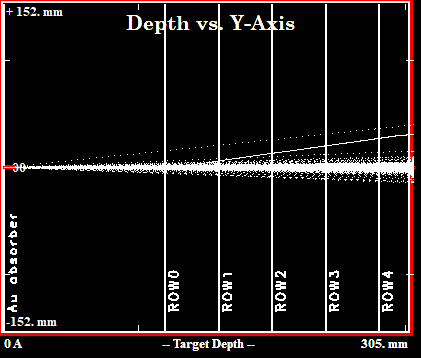 + 152. mm
Depth vs. Y-Axis
30
Au absorber
ROW0
ROW1
ROW2
ROW3
ROW4
-152. mm
0 A
-- Target Depth --
305. mm